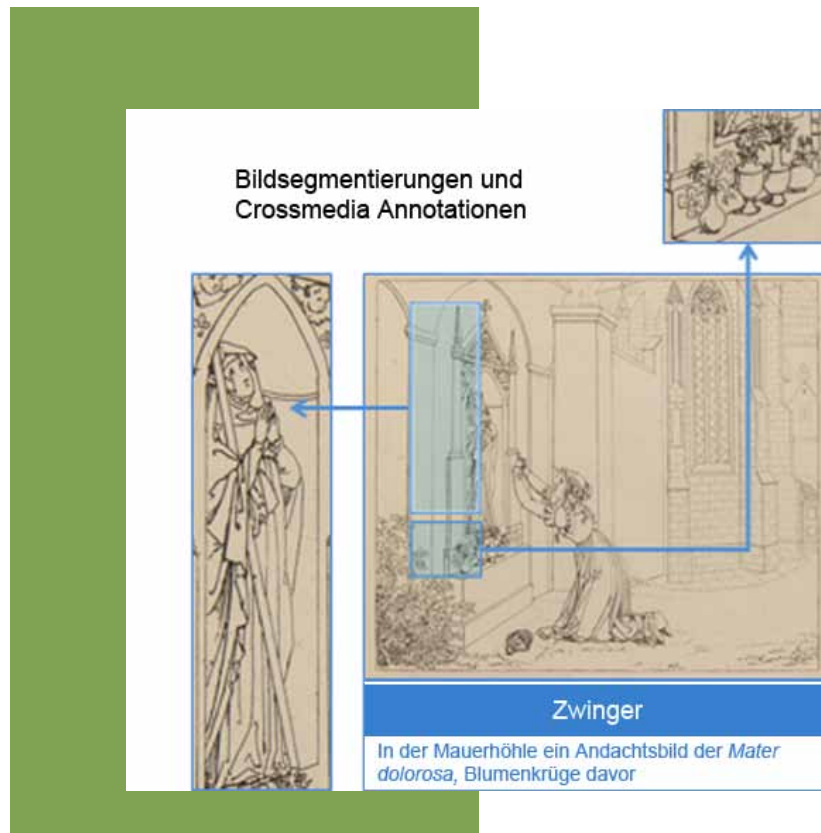 Bildsegmentierungen und
Crossmedia Annotationen
Zwinger
In der Mauerhöhle ein Andachtsbild der Mater
dolorosa, Blumenkrüge davor